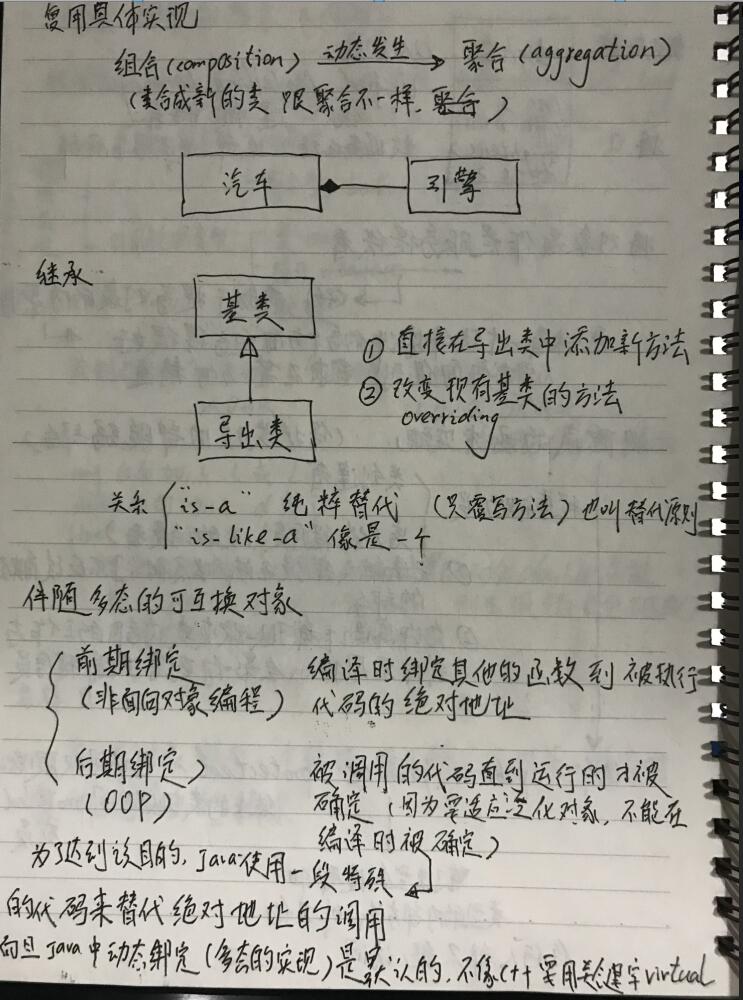 复用具体实现
组合(composition) 动态发生 聚合(aggregation)
(类合成新的类 跟聚合不一样.聚合)
汽车 引擎
继承
基类
① 直接在导出类中添加新方法
② 改变现有基类的方法
overriding
导出类
关系 "is-a" 纯粹替代 (只覆写方法) 也叫替代原则
"is-like-a" 像是一个
伴随多态的可互换对象
前期绑定 编译时绑定其他的函数到被执行
(非面向对象编程) 代码的绝对地址
后期绑定) 被调用的代码直到运行时才被
(OOP) 确定(因为要适应变化对象,不能在
编译时被确定)
为了达到该目的,Java使用一段特殊
的代码来替代绝对地址的调用
而且Java中动态绑定(多态的实现)是默认的,不像C++要用关键字virtual